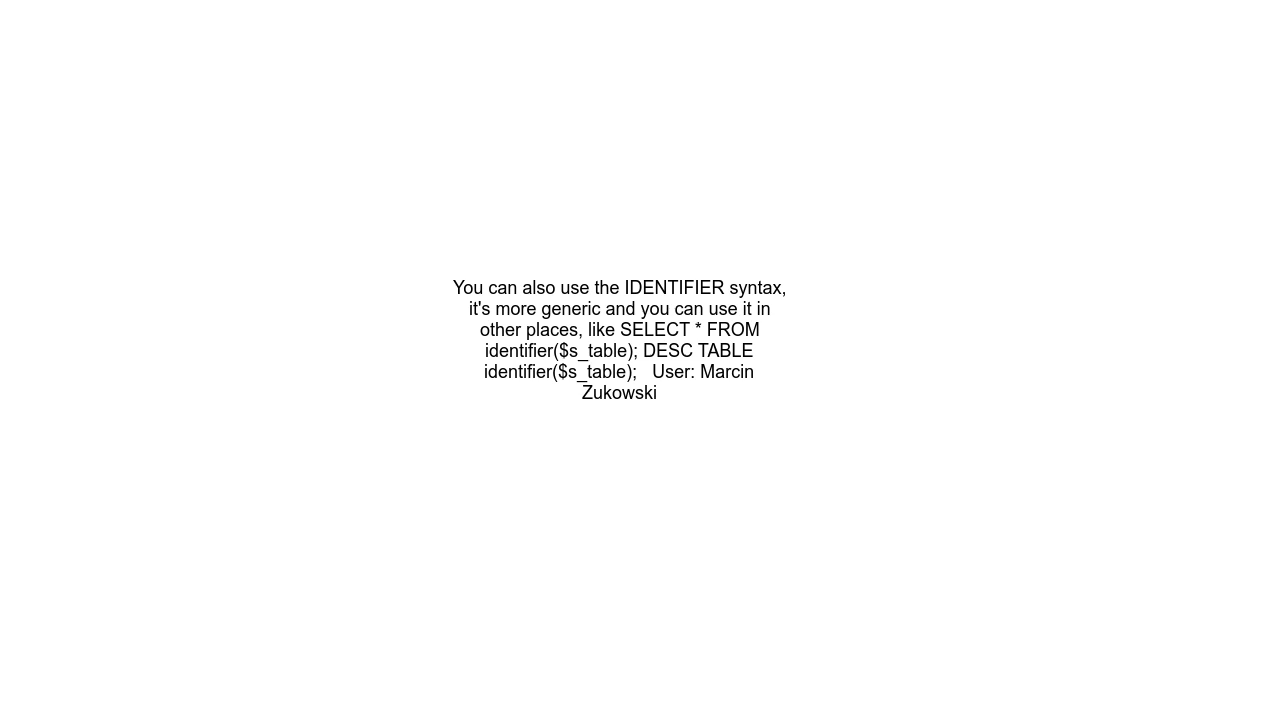 You can also use the IDENTIFIER syntax,
it's more generic and you can use it in
other places, like SELECT * FROM
identifier($s_table); DESC TABLE
identifier($s_table);   User: Marcin
Zukowski